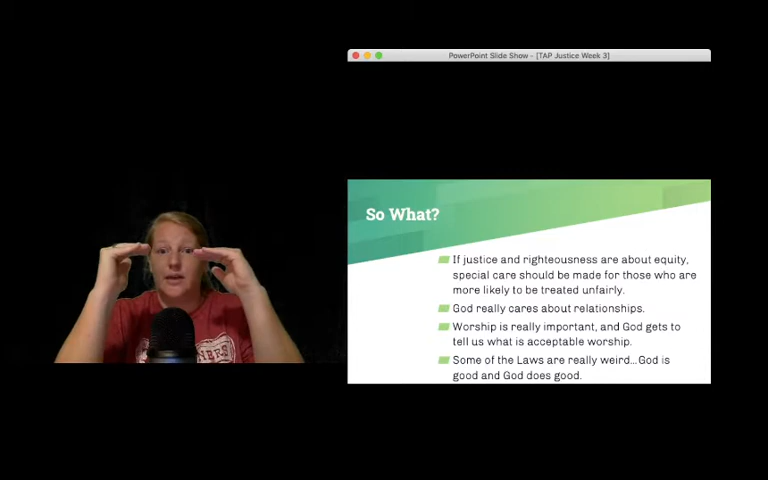 PowerPoint Slide Show - [TAP Justice Week 3]
So What?
If justice and righteousness are about equity,
special care should be made for those who are
more likely to be treated unfairly.
God really cares about relationships.
Worship is really important, and God gets to
tell us what is acceptable worship.
Some of the Laws are really weird...God is
good and God does good.